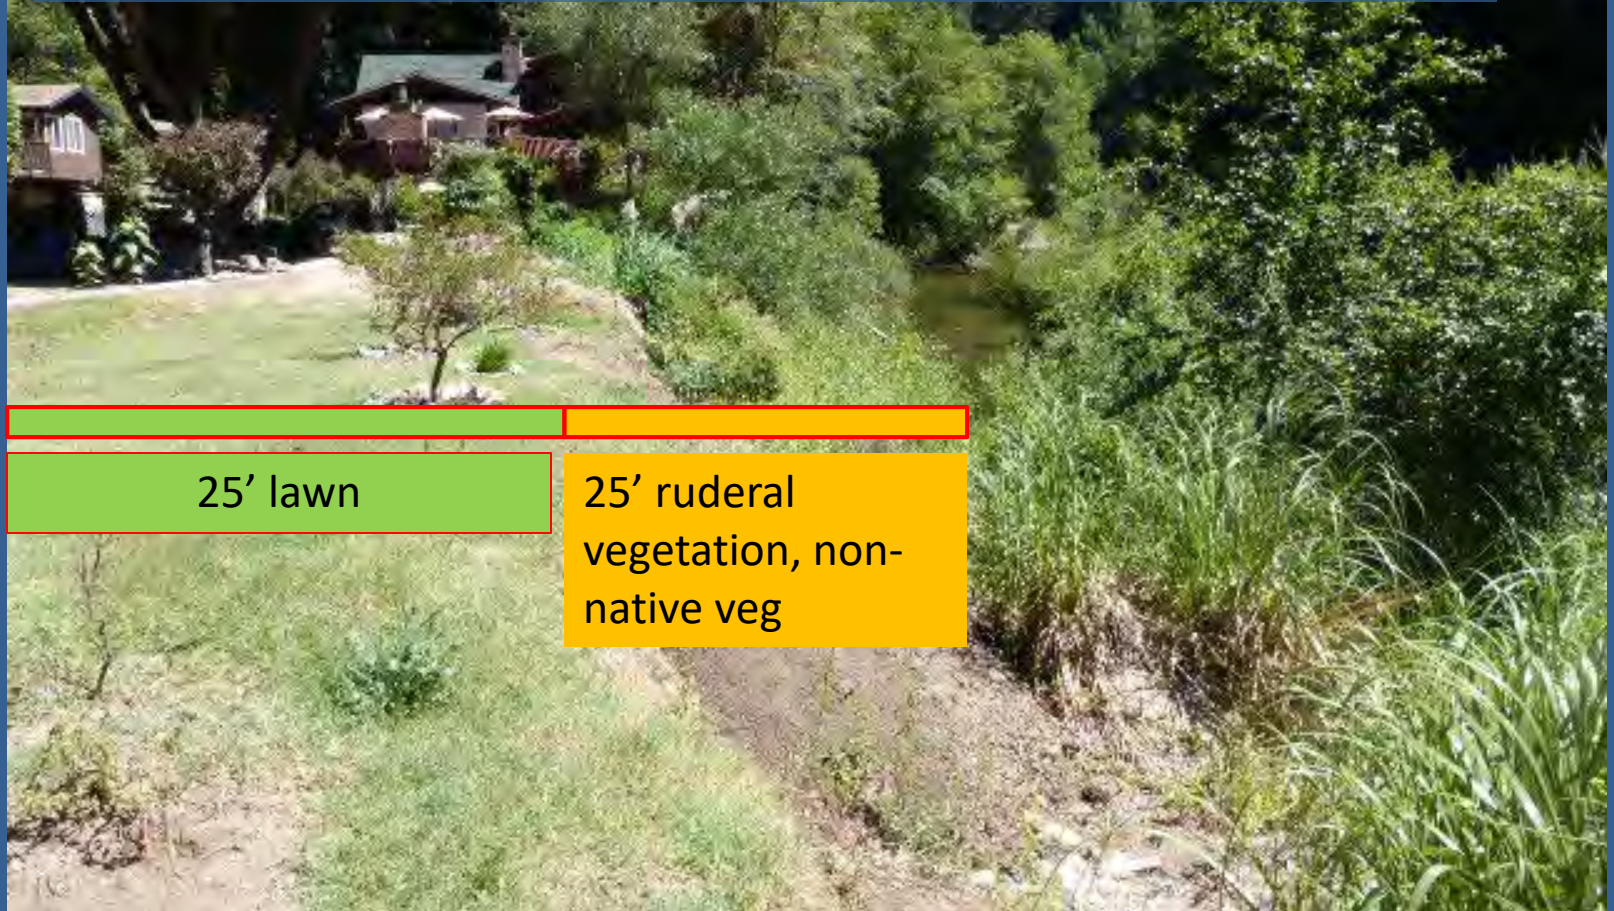 25’ lawn
25’ ruderal
vegetation, non-
native veg